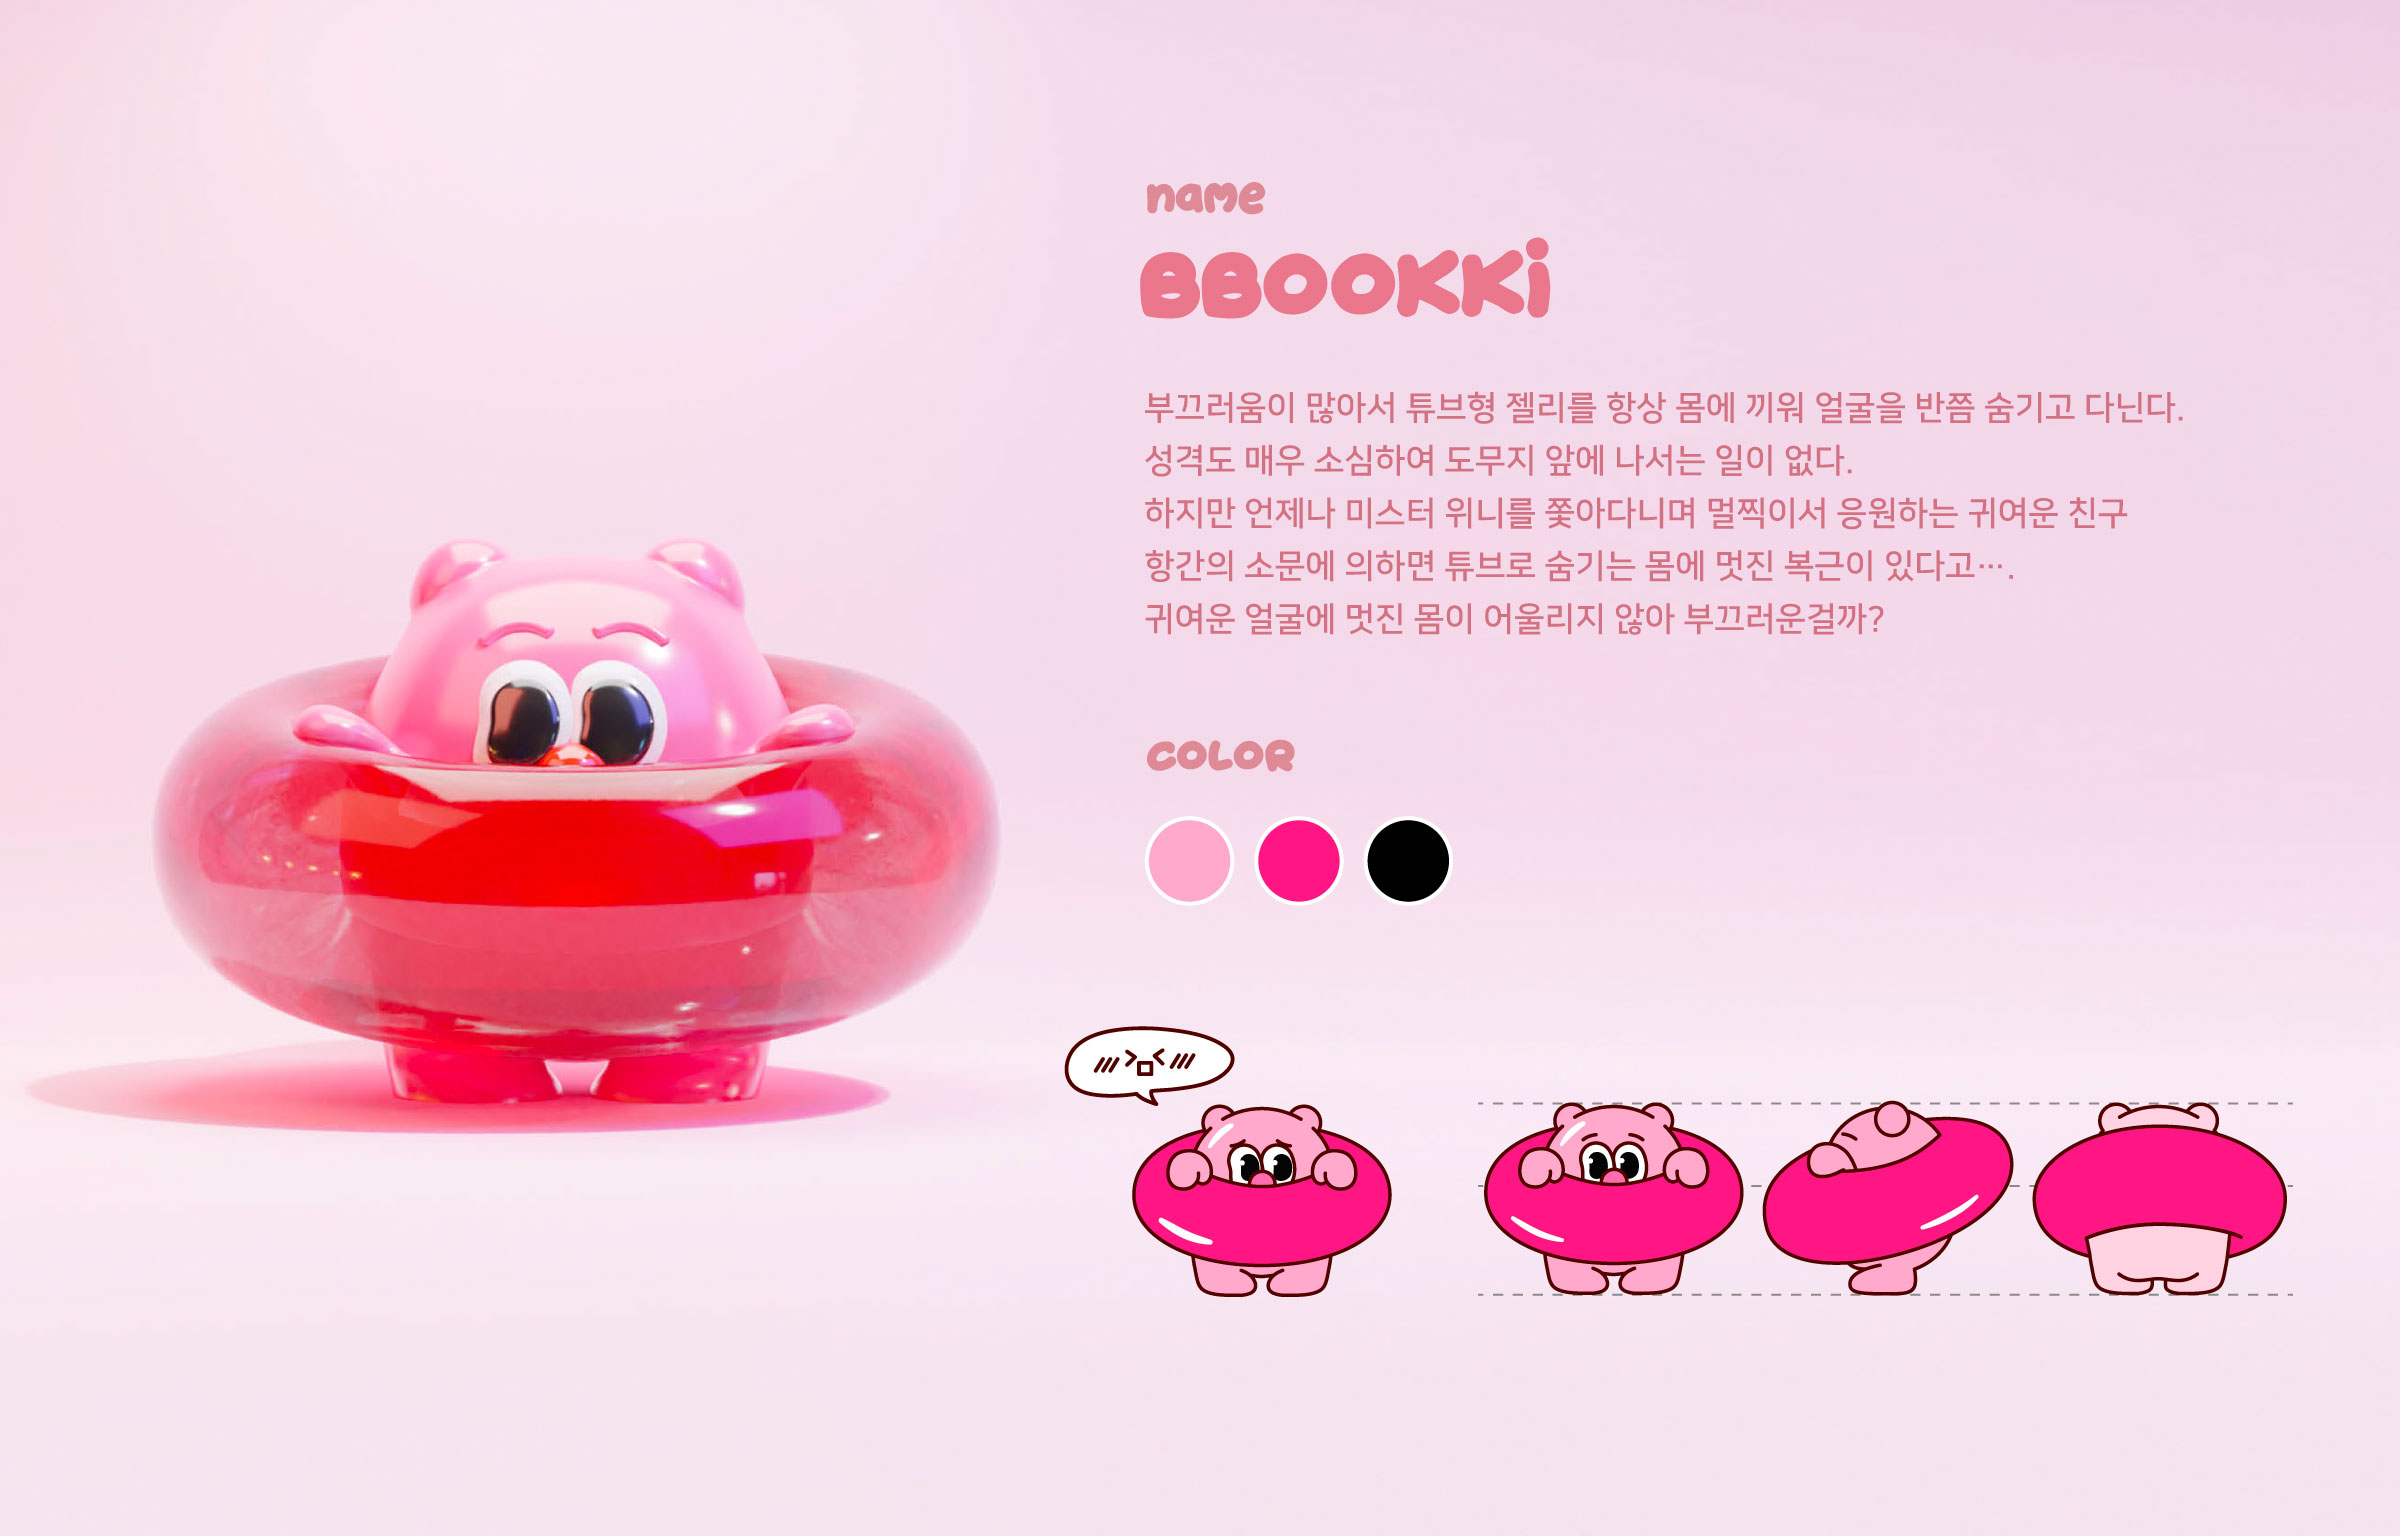 name
BBOOKKi
부끄러움이 많아서 튜브형 젤리를 항상 몸에 끼워 얼굴을 반쯤 숨기고 다닌다.
성격도 매우 소심하여 도무지 앞에 나서는 일이 없다.
하지만 언제나 미스터 위니를 쫓아다니며 멀찍이서 응원하는 귀여운 친구
항간의 소문에 의하면 튜브로 숨기는 몸에 멋진 복근이 있다고….
귀여운 얼굴에 멋진 몸이 어울리지 않아 부끄러운걸까?
COLOR